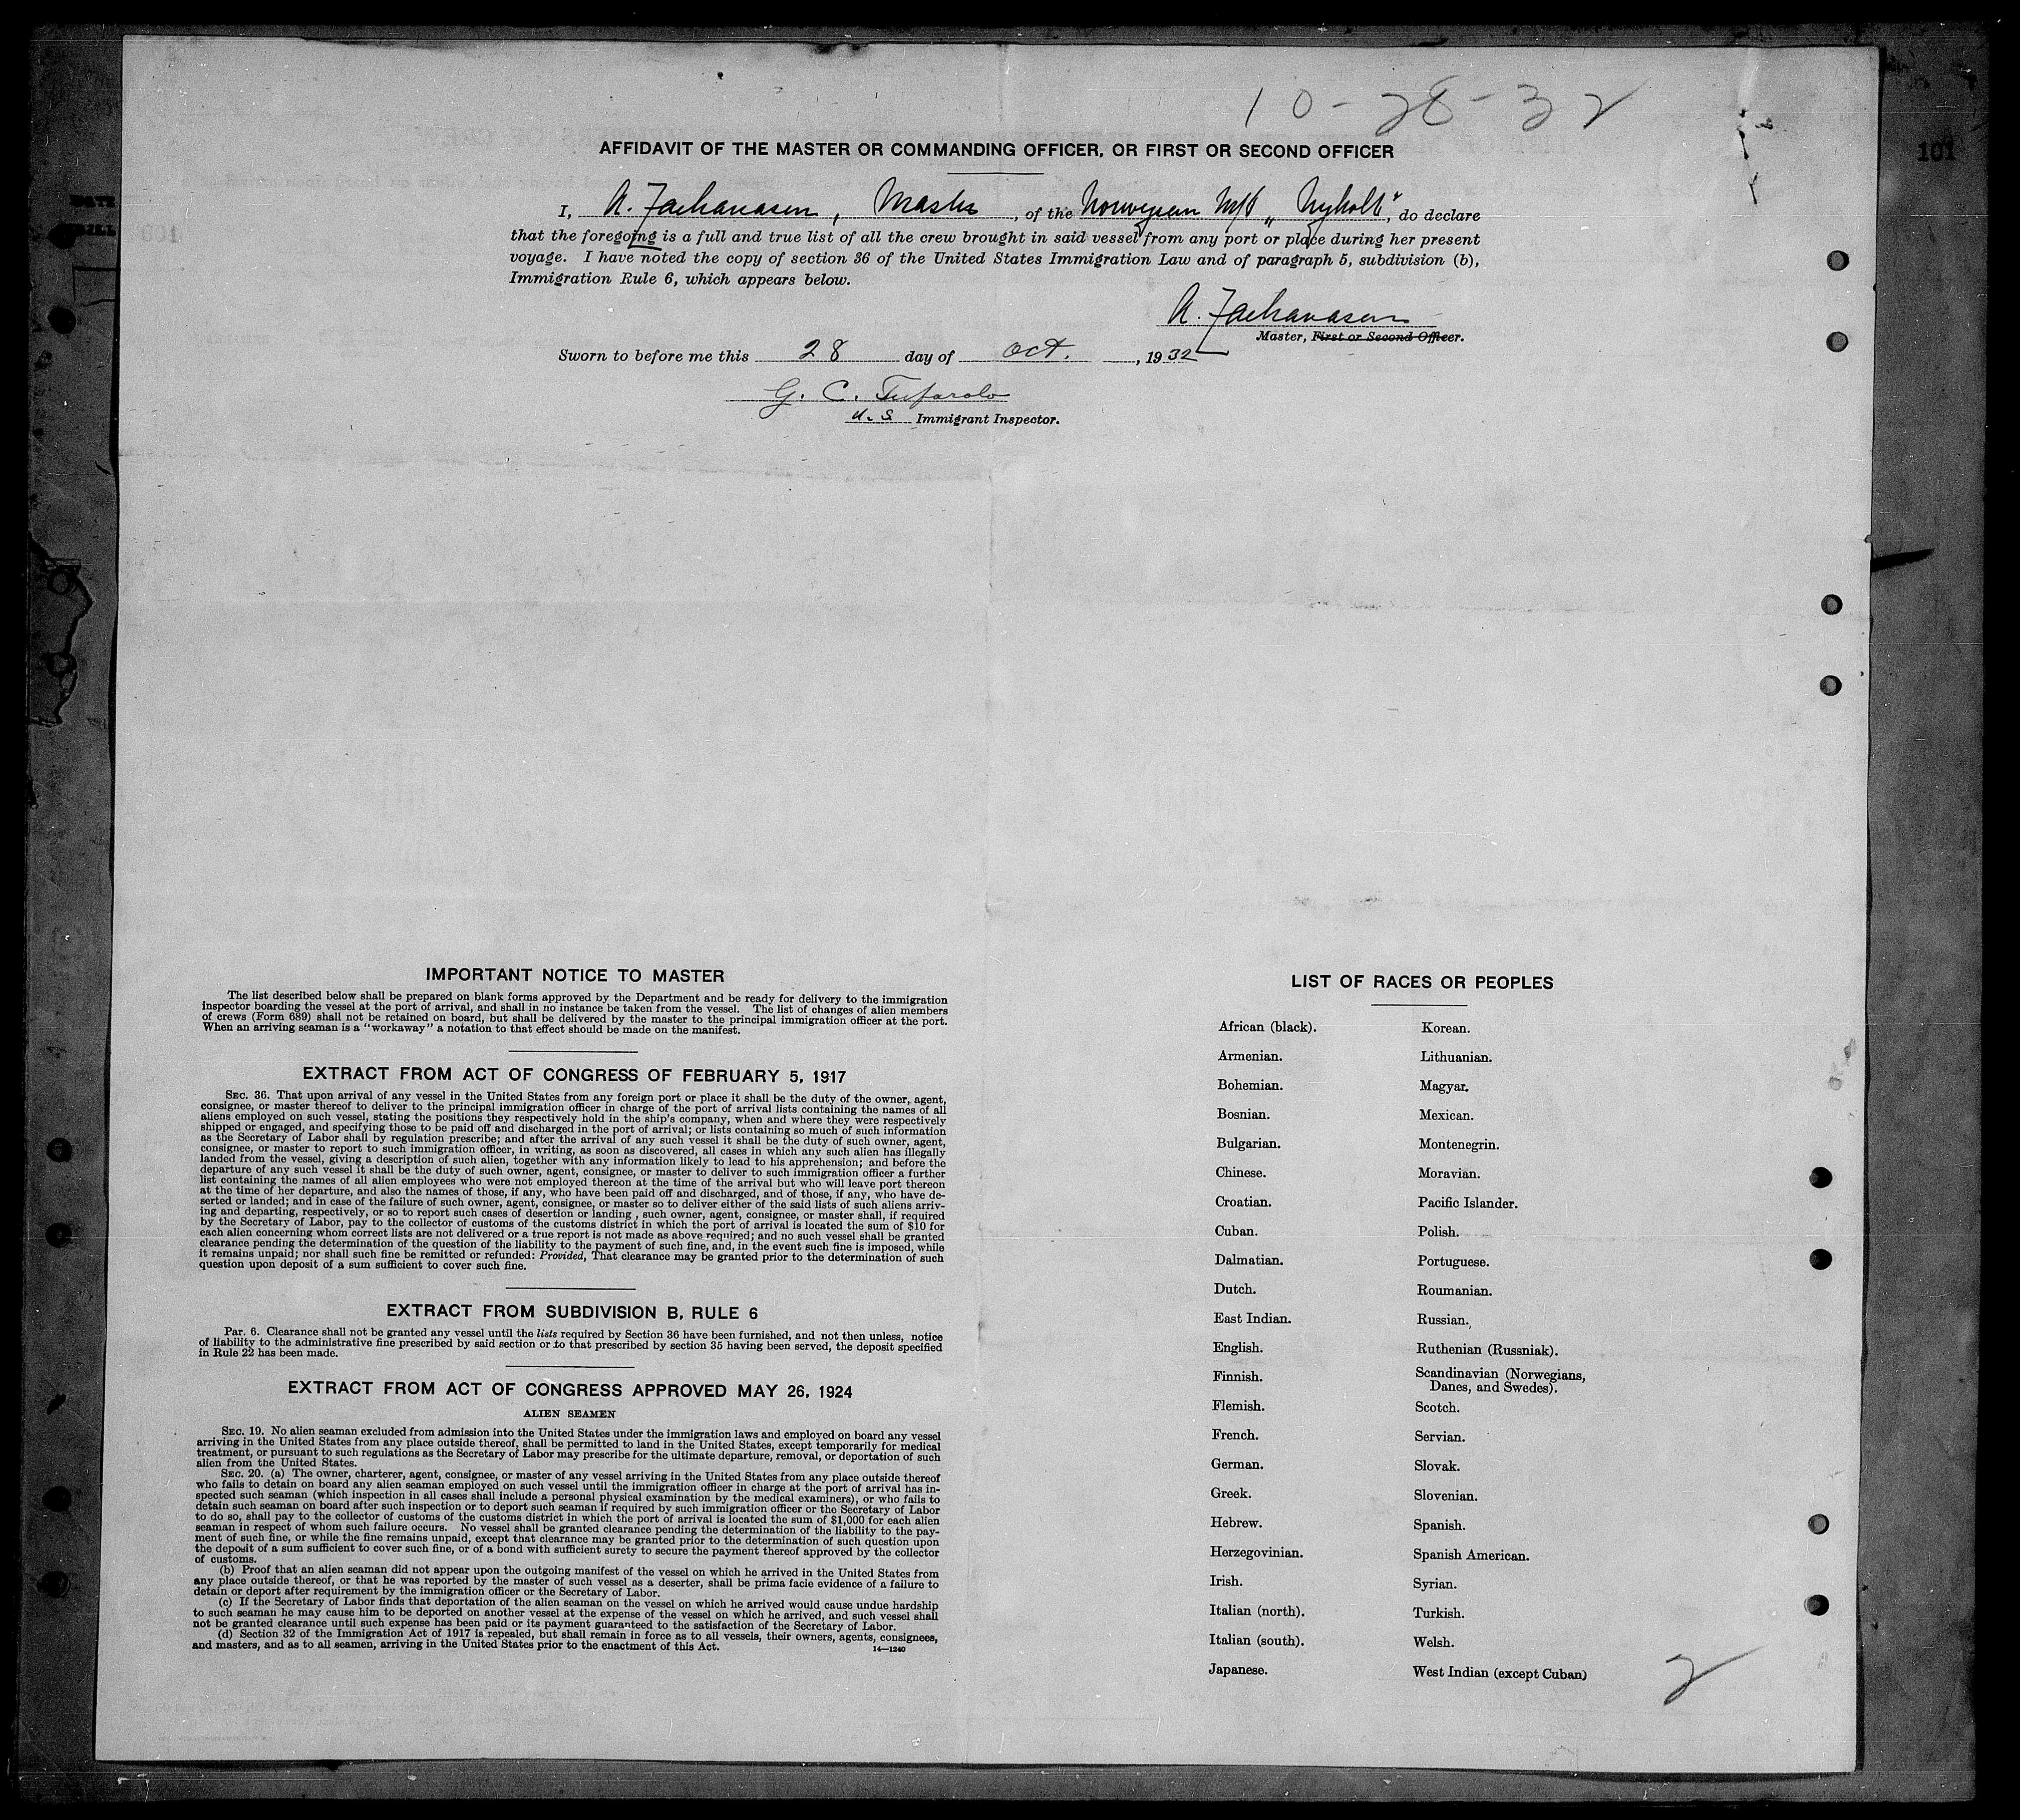 10-28-32
101
AFFIDAVIT OF THE MASTER OR COMMANDING OFFICER, OR FIRST OR SECOND OFFICER
I, A. Zachariasen, Master, of the Norwegian M/S „Nyholt", do declare
that the foregoing is a full and true list of all the crew brought in said vessel from any port or place during her present
voyage. I have noted the copy of section 36 of the United States Immigration Law and of paragraph 5, subdivision (b),
Immigration Rule 6, which appears below.
A. Zachariasen
Master, First or Second Officer.
Sworn to before me this 28 day of Oct. , 1932
G. C. Tufarolo
U. S. Immigrant Inspector.
IMPORTANT NOTICE TO MASTER
The list described below shall be prepared on blank forms approved by the Department and be ready for delivery to the immigration
inspector boarding the vessel at the port of arrival, and shall in no instance be taken from the vessel. The list of changes of alien members
of crews (Form 689) shall not be retained on board, but shall be delivered by the master to the principal immigration officer at the port.
When an arriving seaman is a "workaway" a notation to that effect should be made on the manifest.
EXTRACT FROM ACT OF CONGRESS OF FEBRUARY 5, 1917
SEC. 36. That upon arrival of any vessel in the United States from any foreign port or place it shall be the duty of the owner, agent,
consignee, or master thereof to deliver to the principal immigration officer in charge of the port of arrival lists containing the names of all
aliens employed on such vessel, stating the positions they respectively hold in the ship's company, when and where they were respectively
shipped or engaged, and specifying those to be paid off and discharged in the port of arrival; or lists containing so much of such information
as the Secretary of Labor shall by regulation prescribe; and after the arrival of any such vessel it shall be the duty of such owner, agent,
consignee, or master to report to such immigration officer, in writing, as soon as discovered, all cases in which any such alien has illegally
landed from the vessel, giving a description of such alien, together with any information likely to lead to his apprehension; and before the
departure of any such vessel it shall be the duty of such owner, agent, consignee, or master to deliver to such immigration officer a further
list containing the names of all alien employees who were not employed thereon at the time of the arrival but who will leave port thereon
at the time of her departure, and also the names of those, if any, who have been paid off and discharged, and of those, if any, who have de-
serted or landed; and in case of the failure of such owner, agent, consignee, or master so to deliver either of the said lists of such aliens arriv-
ing and departing, respectively, or so to report such cases of desertion or landing , such owner, agent, consignee, or master shall, if required
by the Secretary of Labor, pay to the collector of customs of the customs district in which the port of arrival is located the sum of $10 for
each alien concerning whom correct lists are not delivered or a true report is not made as above required; and no such vessel shall be granted
clearance pending the determination of the question of the liability to the payment of such fine, and, in the event such fine is imposed, while
it remains unpaid; nor shall such fine be remitted or refunded: Provided, That clearance may be granted prior to the determination of such
question upon deposit of a sum sufficient to cover such fine.
EXTRACT FROM SUBDIVISION B, RULE 6
Par. 6. Clearance shall not be granted any vessel until the lists required by Section 36 have been furnished, and not then unless, notice
of liability to the administrative fine prescribed by said section or to that prescribed by section 35 having been served, the deposit specified
in Rule 22 has been made.
EXTRACT FROM ACT OF CONGRESS APPROVED MAY 26, 1924
ALIEN SEAMEN
SEC. 19. No alien seaman excluded from admission into the United States under the immigration laws and employed on board any vessel
arriving in the United States from any place outside thereof, shall be permitted to land in the United States, except temporarily for medical
treatment, or pursuant to such regulations as the Secretary of Labor may prescribe for the ultimate departure, removal, or deportation of such
alien from the United States.
SEC. 20. (a) The owner, charterer, agent, consignee, or master of any vessel arriving in the United States from any place outside thereof
who fails to detain on board any alien seaman employed on such vessel until the immigration officer in charge at the port of arrival has in-
spected such seaman (which inspection in all cases shall include a personal physical examination by the medical examiners), or who fails to
detain such seaman on board after such inspection or to deport such seaman if required by such immigration officer or the Secretary of Labor
to do so, shall pay to the collector of customs of the customs district in which the port of arrival is located the sum of $1,000 for each alien
seaman in respect of whom such failure occurs. No vessel shall be granted clearance pending the determination of the liability to the pay-
ment of such fine, or while the fine remains unpaid, except that clearance may be granted prior to the determination of such question upon
the deposit of a sum sufficient to cover such fine, or of a bond with sufficient surety to secure the payment thereof approved by the collector
of customs.
(b) Proof that an alien seaman did not appear upon the outgoing manifest of the vessel on which he arrived in the United States from
any place outside thereof, or that he was reported by the master of such vessel as a deserter, shall be prima facie evidence of a failure to
detain or deport after requirement by the immigration officer or the Secretary of Labor.
(c) If the Secretary of Labor finds that deportation of the alien seaman on the vessel on which he arrived would cause undue hardship
to such seaman he may cause him to be deported on another vessel at the expense of the vessel on which he arrived, and such vessel shall
not be granted clearance until such expense has been paid or its payment guaranteed to the satisfaction of the Secretary of Labor.
(d) Section 32 of the Immigration Act of 1917 is repealed, but shall remain in force as to all vessels, their owners, agents, consignees,
and masters, and as to all seamen, arriving in the United States prior to the enactment of this Act.
14—1240
LIST OF RACES OR PEOPLES
African (black).
Armenian.
Bohemian.
Bosnian.
Bulgarian.
Chinese.
Croatian.
Cuban.
Dalmatian.
Dutch.
East Indian.
English.
Finnish.
Flemish.
French.
German.
Greek.
Hebrew.
Herzegovinian.
Irish.
Italian (north).
Italian (south).
Japanese.
Korean.
Lithuanian.
Magyar.
Mexican.
Montenegrin.
Moravian.
Pacific Islander.
Polish.
Portuguese.
Roumanian.
Russian.
Ruthenian (Russniak).
Scandinavian (Norwegians,
Danes, and Swedes).
Scotch.
Servian.
Slovak.
Slovenian.
Spanish.
Spanish American.
Syrian.
Turkish.
Welsh.
West Indian (except Cuban)
2